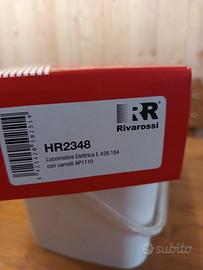 RR
Rivarossi
HR2348
Locomotiva Elettrica E.428.184
con carrelli AP1110
subito